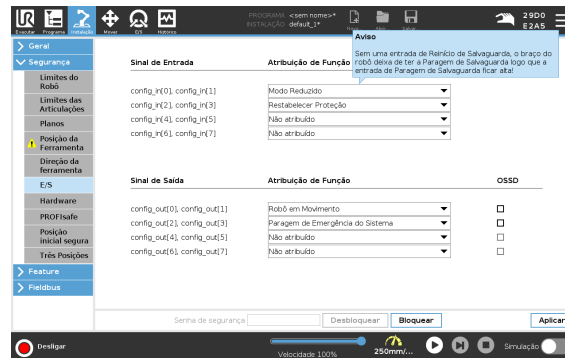 PROGRAMA <sem nome>*
INSTALAÇÃO default_1*
29D0
E2A5
Executar Programa Instalação Mover E/S Histórico
Aviso
Sem uma entrada de Reinício de Salvaguarda, o braço do
robô deixa de ter a Paragem de Salvaguarda logo que a
entrada de Paragem de Salvaguarda ficar alta!
Geral
Segurança
Limites do
Robô
Limites das
Articulações
Planos
Posição da
Ferramenta
Direção da
ferramenta
E/S
Hardware
PROFIsafe
Posição
inicial segura
Três Posições
Feature
Fieldbus
Sinal de Entrada Atribuição de Função
config_in[0], config_in[1] Modo Reduzido
config_in[2], config_in[3] Restabelecer Proteção
config_in[4], config_in[5] Não atribuído
config_in[6], config_in[7] Não atribuído
Sinal de Saída Atribuição de Função OSSD
config_out[0], config_out[1] Robô em Movimento
config_out[2], config_out[3] Paragem de Emergência do Sistema
config_out[4], config_out[5] Não atribuído
config_out[6], config_out[7] Não atribuído
Senha de segurança Desbloquear Bloquear Aplicar
Desligar
Velocidade 100%
250mm/...
Simulação